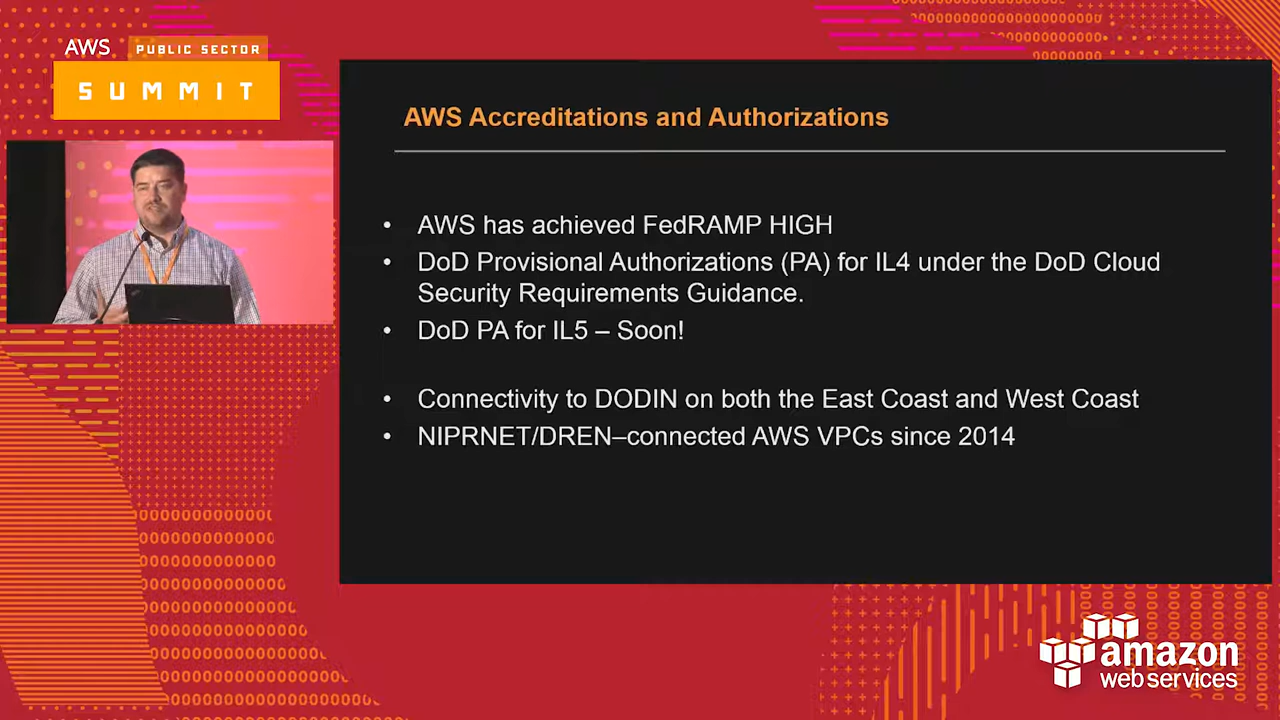 AWS PUBLIC SECTOR
SUMMIT
AWS Accreditations and Authorizations
• AWS has achieved FedRAMP HIGH
• DoD Provisional Authorizations (PA) for IL4 under the DoD Cloud
Security Requirements Guidance.
• DoD PA for IL5 – Soon!
• Connectivity to DODIN on both the East Coast and West Coast
• NIPRNET/DREN–connected AWS VPCs since 2014
amazon
web services